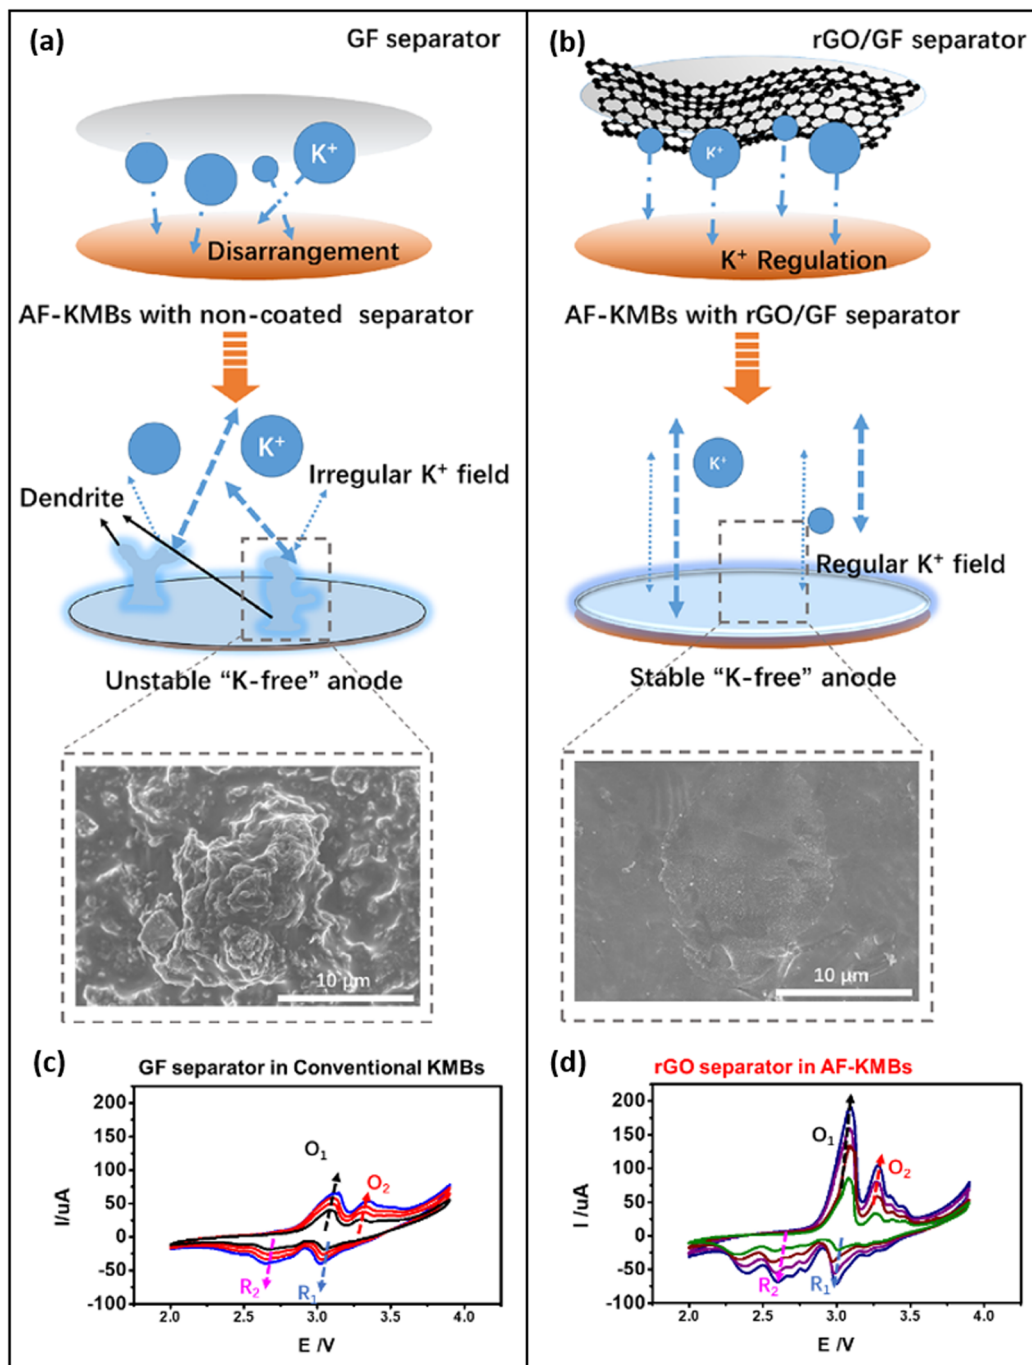 (a)
GF separator
K⁺
Disarrangement
AF-KMBs with non-coated separator
K⁺
Irregular K⁺ field
Dendrite
Unstable “K-free” anode
10 μm
(b)
rGO/GF separator
K⁺
K⁺ Regulation
AF-KMBs with rGO/GF separator
K⁺
Regular K⁺ field
Stable “K-free” anode
10 μm
(c)
GF separator in Conventional KMBs
I/uA
200
150
100
50
0
-50
-100
O₁
O₂
R₂
R₁
2.0 2.5 3.0 3.5 4.0
E /V
(d)
rGO separator in AF-KMBs
I /uA
200
150
100
50
0
-50
-100
O₁
O₂
R₂
R₁
2.0 2.5 3.0 3.5 4.0
E /V